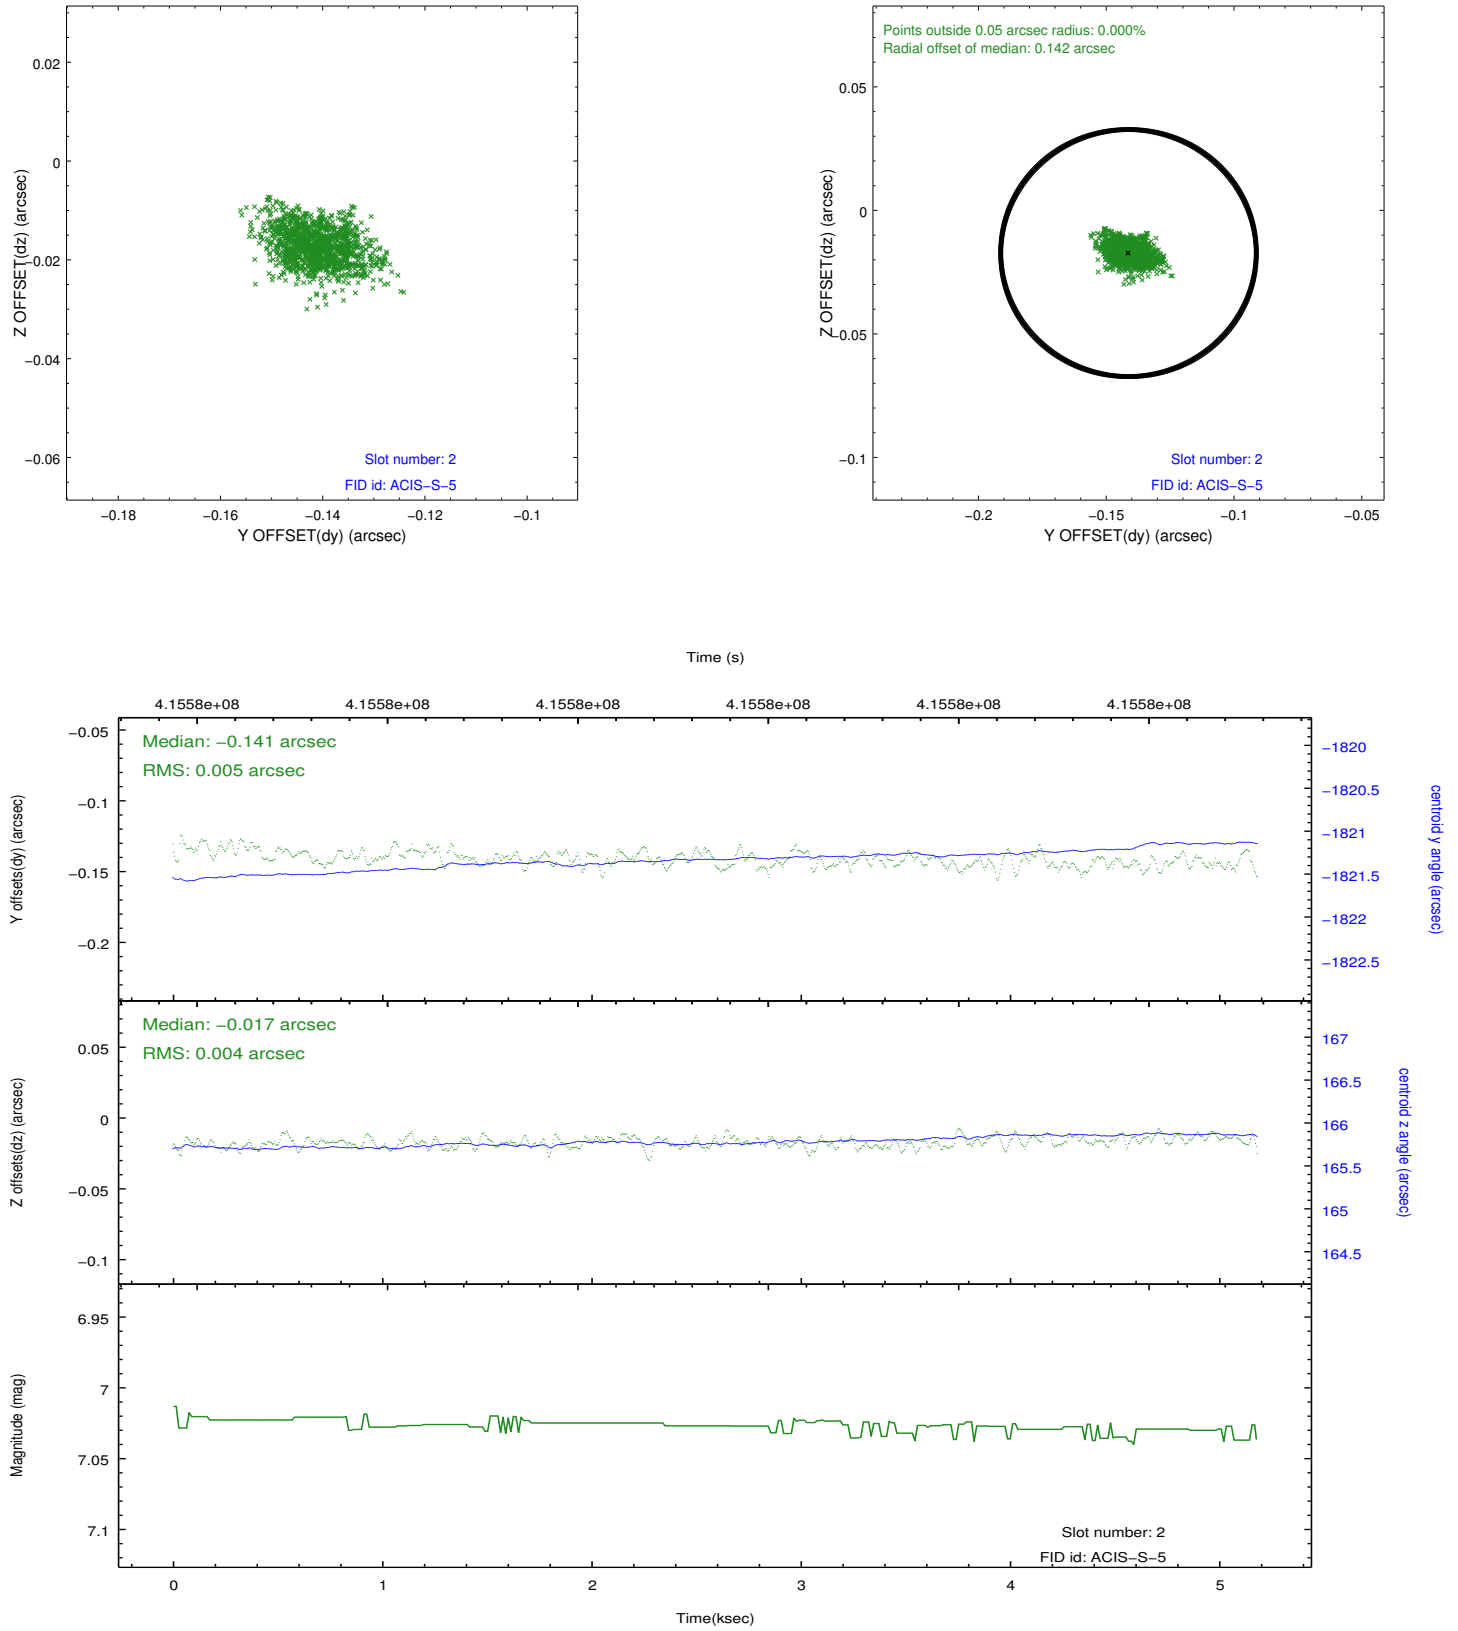 0.02
0
−0.02
−0.04
−0.06
Z OFFSET(dz) (arcsec)
Slot number: 2
FID id: ACIS−S−5
−0.18
−0.16
−0.14
−0.12
−0.1
Y OFFSET(dy) (arcsec)
Points outside 0.05 arcsec radius: 0.000%
Radial offset of median: 0.142 arcsec
0.05
0
−0.05
−0.1
Z OFFSET(dz) (arcsec)
Slot number: 2
FID id: ACIS−S−5
−0.2
−0.15
−0.1
−0.05
Y OFFSET(dy) (arcsec)
Time (s)
4.1558e+08
4.1558e+08
4.1558e+08
4.1558e+08
4.1558e+08
4.1558e+08
Median: −0.141 arcsec
RMS: 0.005 arcsec
−0.05
−0.1
−0.15
−0.2
Y offsets(dy) (arcsec)
−1820
−1820.5
−1821
−1821.5
−1822
−1822.5
centroid y angle (arcsec)
Median: −0.017 arcsec
RMS: 0.004 arcsec
0.05
0
−0.05
−0.1
Z offsets(dz) (arcsec)
167
166.5
166
165.5
165
164.5
centroid z angle (arcsec)
6.95
7
7.05
7.1
Magnitude (mag)
Slot number: 2
FID id: ACIS−S−5
0
1
2
3
4
5
Time(ksec)